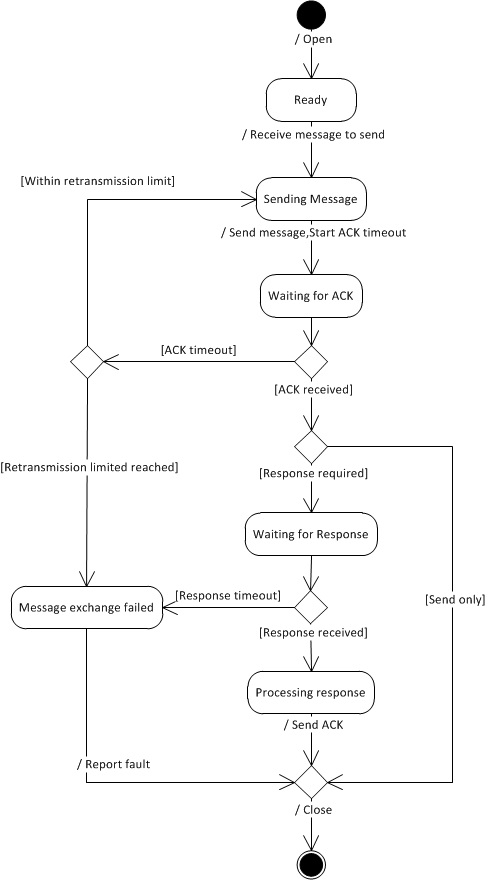 / Open
Ready
/ Receive message to send
[Within retransmission limit]
Sending Message
/ Send message,Start ACK timeout
Waiting for ACK
[ACK timeout]
[ACK received]
[Retransmission limited reached]
[Response required]
Waiting for Response
[Response timeout]
[Send only]
Message exchange failed
[Response received]
Processing response
/ Send ACK
/ Report fault
/ Close